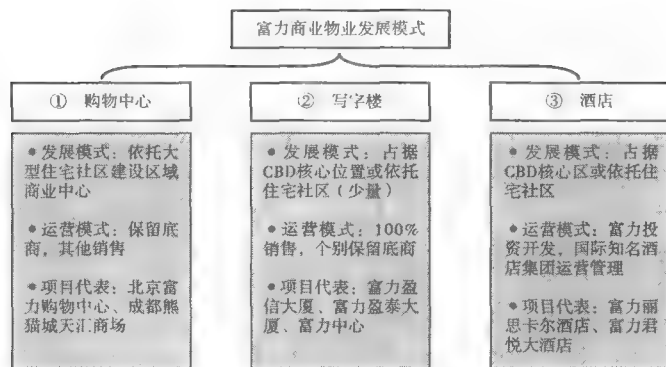 富力商业物业发展模式
① 购物中心
● 发展模式：依托大
型住宅社区建设区域
商业中心
● 运营模式：保留底
商，其他销售
● 项目代表：北京富
力购物中心、成都熊
猫城天汇商场
② 写字楼
● 发展模式：占据
CBD核心位置或依托
住宅社区（少量）
● 运营模式：100%
销售，个别保留底商
● 项目代表：富力盈
信大厦、富力盈泰大
厦、富力中心
③ 酒店
● 发展模式：占据
CBD核心区或依托住
宅社区
● 运营模式：富力投
资开发，国际知名酒
店集团运营管理
● 项目代表：富力丽
思卡尔酒店、富力君
悦大酒店